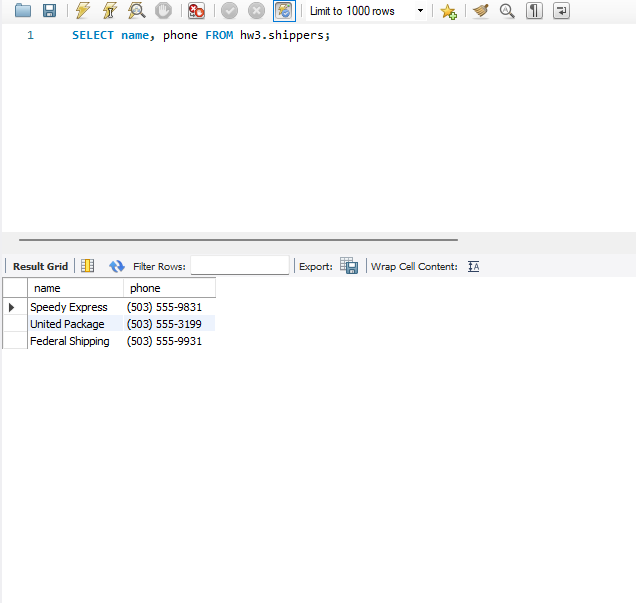 Limit to 1000 rows
1 SELECT name, phone FROM hw3.shippers;
Result Grid Filter Rows: Export: Wrap Cell Content: IA
name phone
Speedy Express (503) 555-9831
United Package (503) 555-3199
Federal Shipping (503) 555-9931